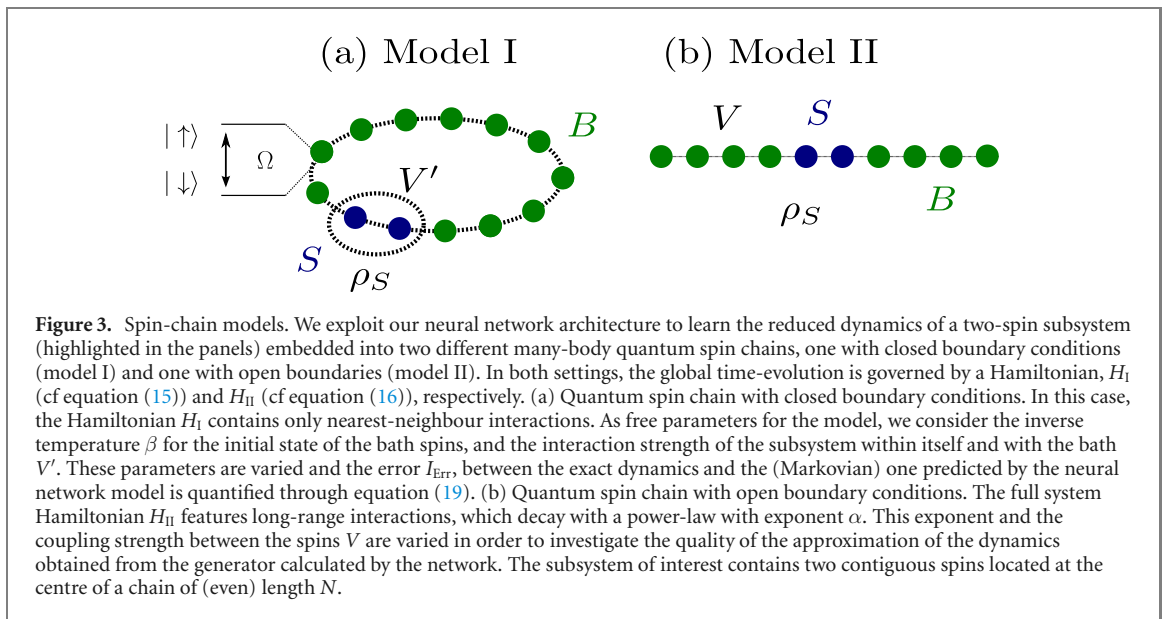 (a) Model I
(b) Model II
B
V
S
|↑⟩
Ω
|↓⟩
V′
B
S
ρS
ρS
Figure 3. Spin-chain models. We exploit our neural network architecture to learn the reduced dynamics of a two-spin subsystem
(highlighted in the panels) embedded into two different many-body quantum spin chains, one with closed boundary conditions
(model I) and one with open boundaries (model II). In both settings, the global time-evolution is governed by a Hamiltonian, HI
(cf equation (15)) and HII (cf equation (16)), respectively. (a) Quantum spin chain with closed boundary conditions. In this case,
the Hamiltonian HI contains only nearest-neighbour interactions. As free parameters for the model, we consider the inverse
temperature β for the initial state of the bath spins, and the interaction strength of the subsystem within itself and with the bath
V′. These parameters are varied and the error IErr, between the exact dynamics and the (Markovian) one predicted by the neural
network model is quantified through equation (19). (b) Quantum spin chain with open boundary conditions. The full system
Hamiltonian HII features long-range interactions, which decay with a power-law with exponent α. This exponent and the
coupling strength between the spins V are varied in order to investigate the quality of the approximation of the dynamics
obtained from the generator calculated by the network. The subsystem of interest contains two contiguous spins located at the
centre of a chain of (even) length N.